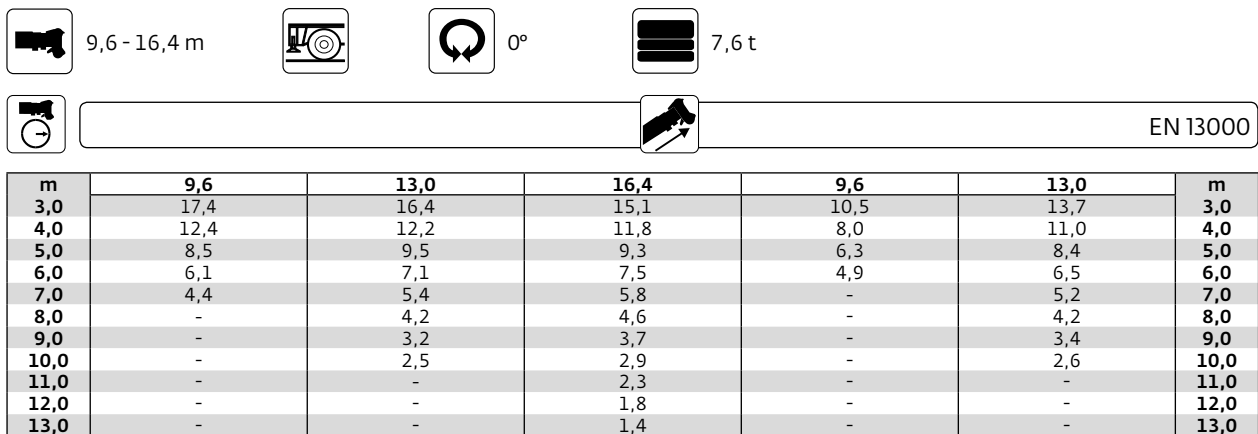 9,6 - 16,4 m 0° 7,6 t
EN 13000
m 9,6 13,0 16,4 9,6 13,0 m
3,0 17,4 16,4 15,1 10,5 13,7 3,0
4,0 12,4 12,2 11,8 8,0 11,0 4,0
5,0 8,5 9,5 9,3 6,3 8,4 5,0
6,0 6,1 7,1 7,5 4,9 6,5 6,0
7,0 4,4 5,4 5,8 - 5,2 7,0
8,0 - 4,2 4,6 - 4,2 8,0
9,0 - 3,2 3,7 - 3,4 9,0
10,0 - 2,5 2,9 - 2,6 10,0
11,0 - - 2,3 - - 11,0
12,0 - - 1,8 - - 12,0
13,0 - - 1,4 - - 13,0